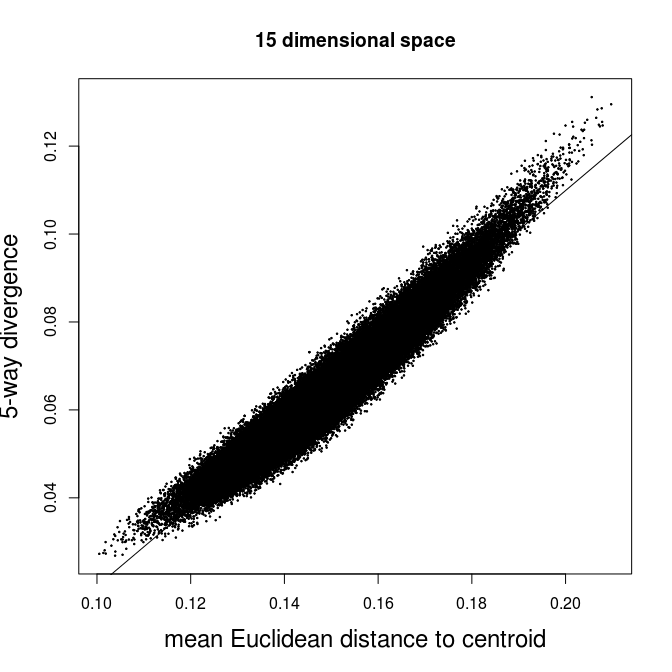 15 dimensional space
5-way divergence
0.12
0.10
0.08
0.06
0.04
0.10 0.12 0.14 0.16 0.18 0.20
mean Euclidean distance to centroid